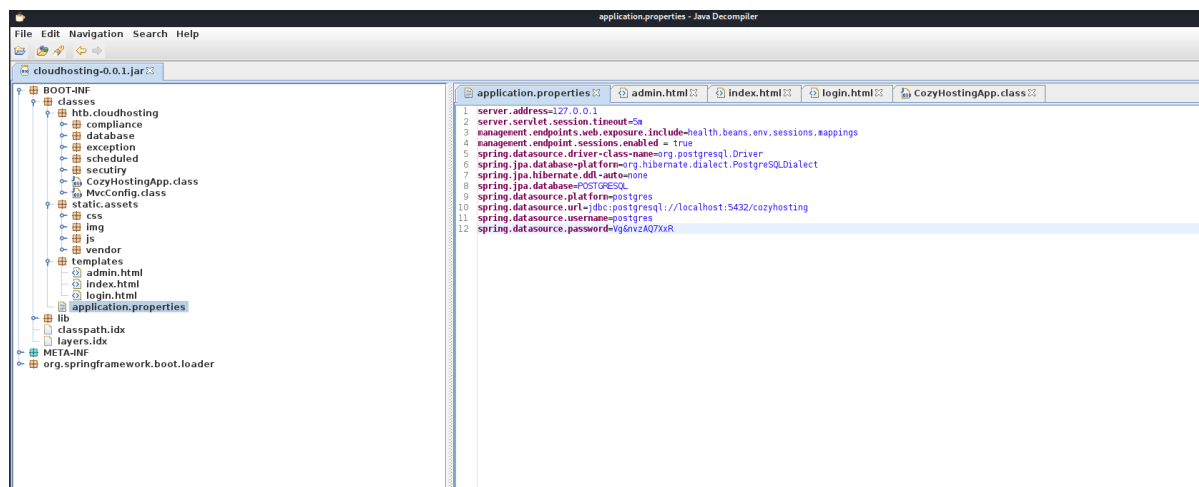 application.properties - Java Decompiler
File Edit Navigation Search Help
cloudhosting-0.0.1.jar
BOOT-INF
classes
htb.cloudhosting
compliance
database
exception
scheduled
secutiry
CozyHostingApp.class
MvcConfig.class
static.assets
css
img
js
vendor
templates
admin.html
index.html
login.html
application.properties
lib
classpath.idx
layers.idx
META-INF
org.springframework.boot.loader
application.properties admin.html index.html login.html CozyHostingApp.class
1 server.address=127.0.0.1
2 server.servlet.session.timeout=5m
3 management.endpoints.web.exposure.include=health,beans,env,sessions,mappings
4 management.endpoint.sessions.enabled = true
5 spring.datasource.driver-class-name=org.postgresql.Driver
6 spring.jpa.database-platform=org.hibernate.dialect.PostgreSQLDialect
7 spring.jpa.hibernate.ddl-auto=none
8 spring.jpa.database=POSTGRESQL
9 spring.datasource.platform=postgres
10 spring.datasource.url=jdbc:postgresql://localhost:5432/cozyhosting
11 spring.datasource.username=postgres
12 spring.datasource.password=Vg&nvzAQ7XxR